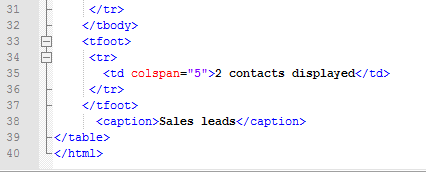 31 </tr>
32 </tbody>
33 <tfoot>
34 <tr>
35 <td colspan="5">2 contacts displayed</td>
36 </tr>
37 </tfoot>
38 <caption>Sales leads</caption>
39 </table>
40 </html>